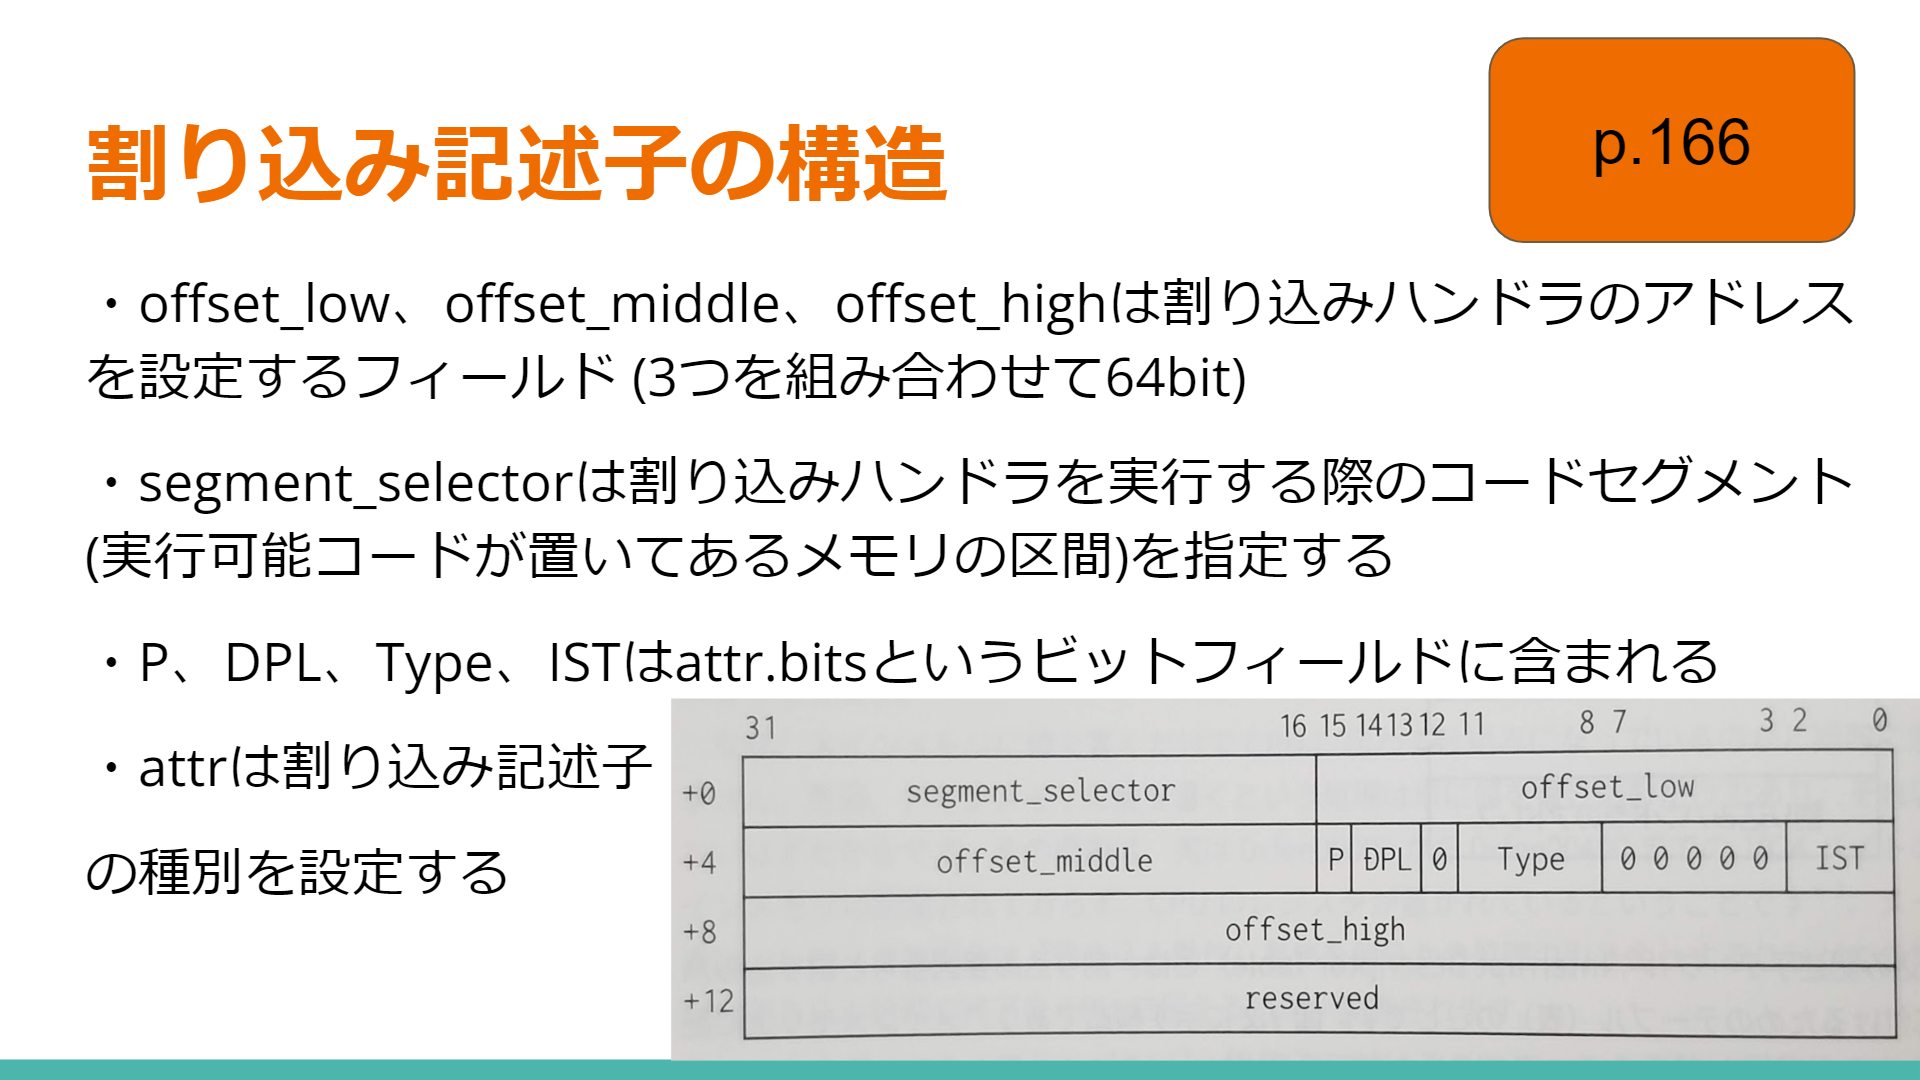 割り込み記述子の構造
p.166
・offset_low、offset_middle、offset_highは割り込みハンドラのアドレス
を設定するフィールド (3つを組み合わせて64bit)
・segment_selectorは割り込みハンドラを実行する際のコードセグメント
(実行可能コードが置いてあるメモリの区間)を指定する
・P、DPL、Type、ISTはattr.bitsというビットフィールドに含まれる
・attrは割り込み記述子
の種別を設定する
31 16 15 14 13 12 11 8 7 3 2 0
+0 segment_selector offset_low
+4 offset_middle P DPL 0 Type 0 0 0 0 0 IST
+8 offset_high
+12 reserved